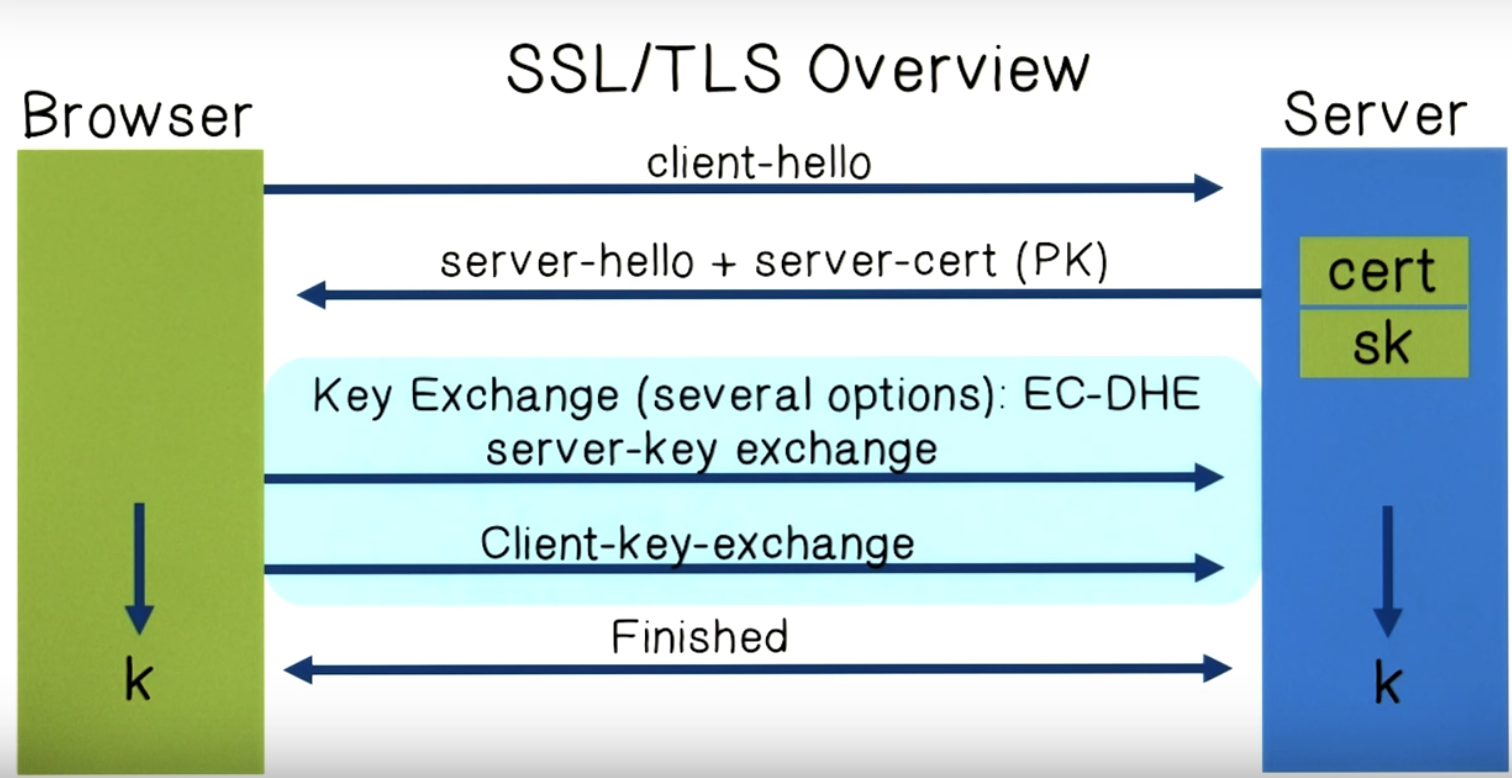 SSL/TLS Overview
Browser
Server
client-hello
server-hello + server-cert (PK)
cert
sk
Key Exchange (several options): EC-DHE
server-key exchange
Client-key-exchange
Finished
k
k